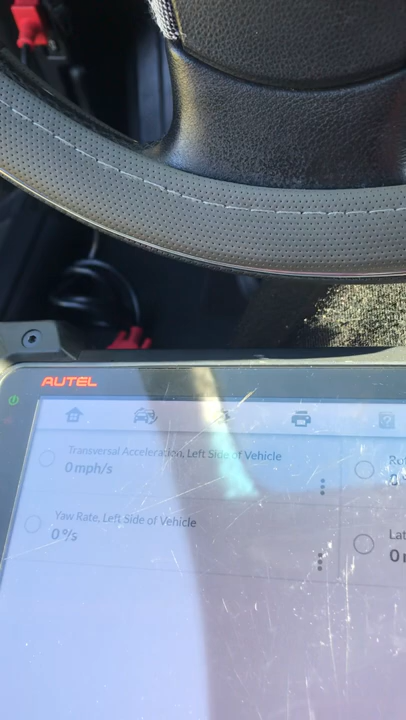 AUTEL
Transversal Acceleration, Left Side of Vehicle
0 mph/s
Yaw Rate, Left Side of Vehicle
0 °/s